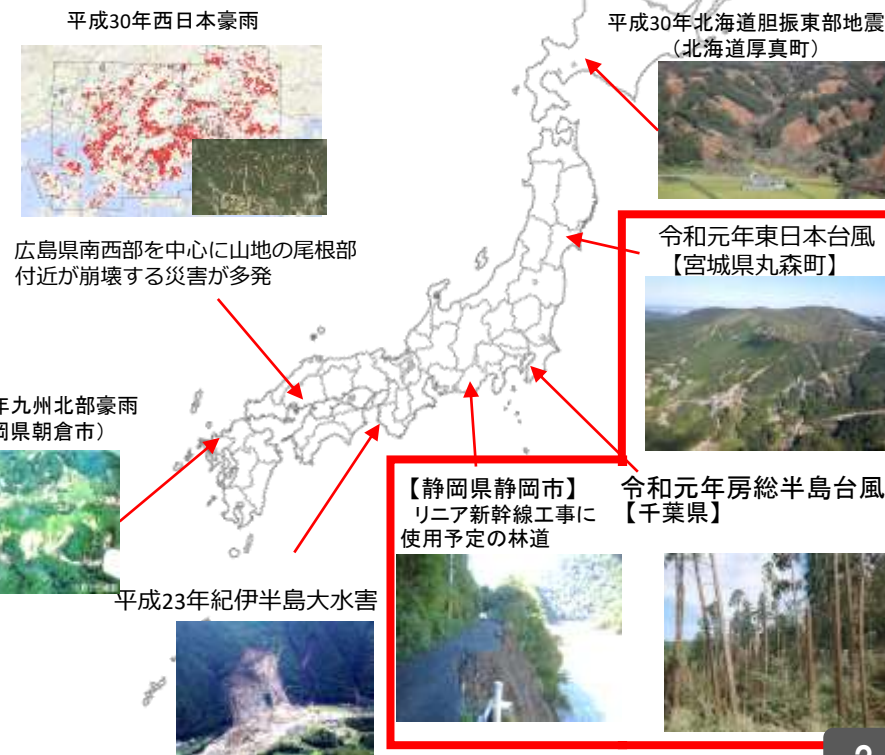 平成30年西日本豪雨
平成30年北海道胆振東部地震
（北海道厚真町）
広島県南西部を中心に山地の尾根部
付近が崩壊する災害が多発
令和元年東日本台風
【宮城県丸森町】
年九州北部豪雨
岡県朝倉市）
【静岡県静岡市】
リニア新幹線工事に
使用予定の林道
令和元年房総半島台風
【千葉県】
平成23年紀伊半島大水害